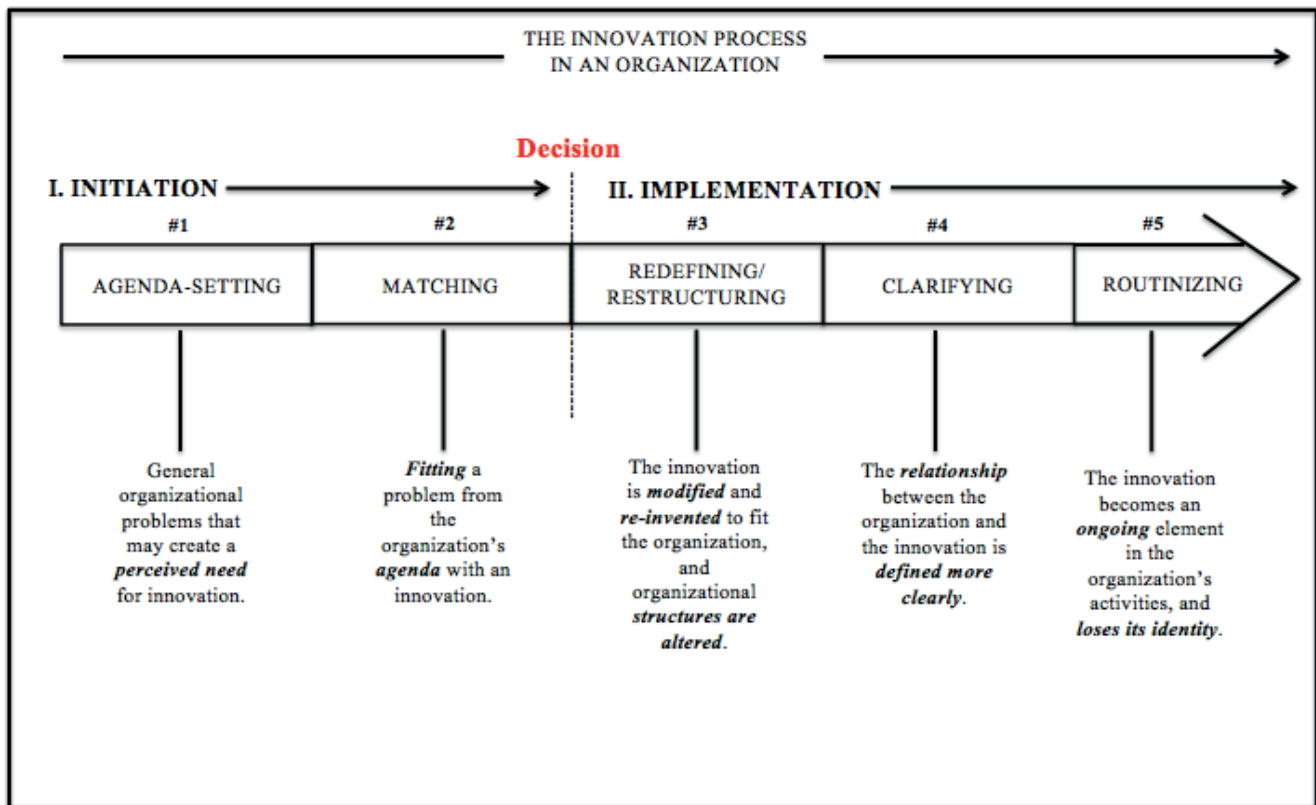 THE INNOVATION PROCESS
IN AN ORGANIZATION
Decision
I. INITIATION
II. IMPLEMENTATION
#1
#2
#3
#4
#5
AGENDA-SETTING
MATCHING
REDEFINING/
RESTRUCTURING
CLARIFYING
ROUTINIZING
General
organizational
problems that
may create a
perceived need
for innovation.
Fitting a
problem from
the
organization's
agenda with an
innovation.
The innovation
is modified and
re-invented to fit
the organization,
and
organizational
structures are
altered.
The relationship
between the
organization and
the innovation is
defined more
clearly.
The innovation
becomes an
ongoing element
in the
organization's
activities, and
loses its identity.